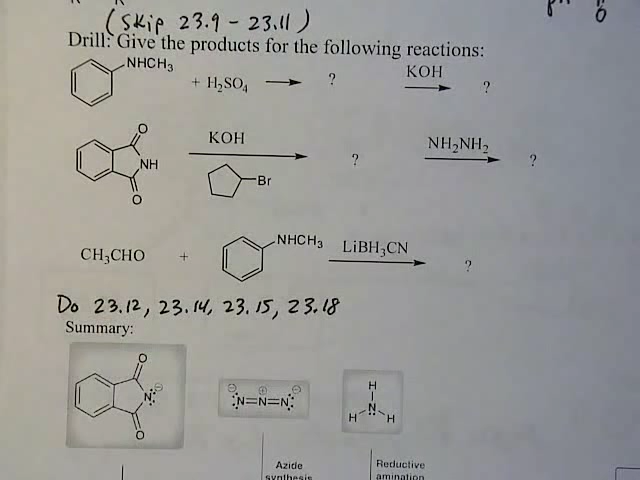 (Skip 23.9 - 23.11)
Drill: Give the products for the following reactions:
NHCH₃ + H₂SO₄ ? KOH ?
O
NH
O
KOH
Br
? NH₂NH₂ ?
CH₃CHO + NHCH₃ LiBH₃CN ?
Do 23.12, 23.14, 23.15, 23.18
Summary:
O
N:
O
:N=N=N:
H
N
H H
Azide
synthesis
Reductive
amination